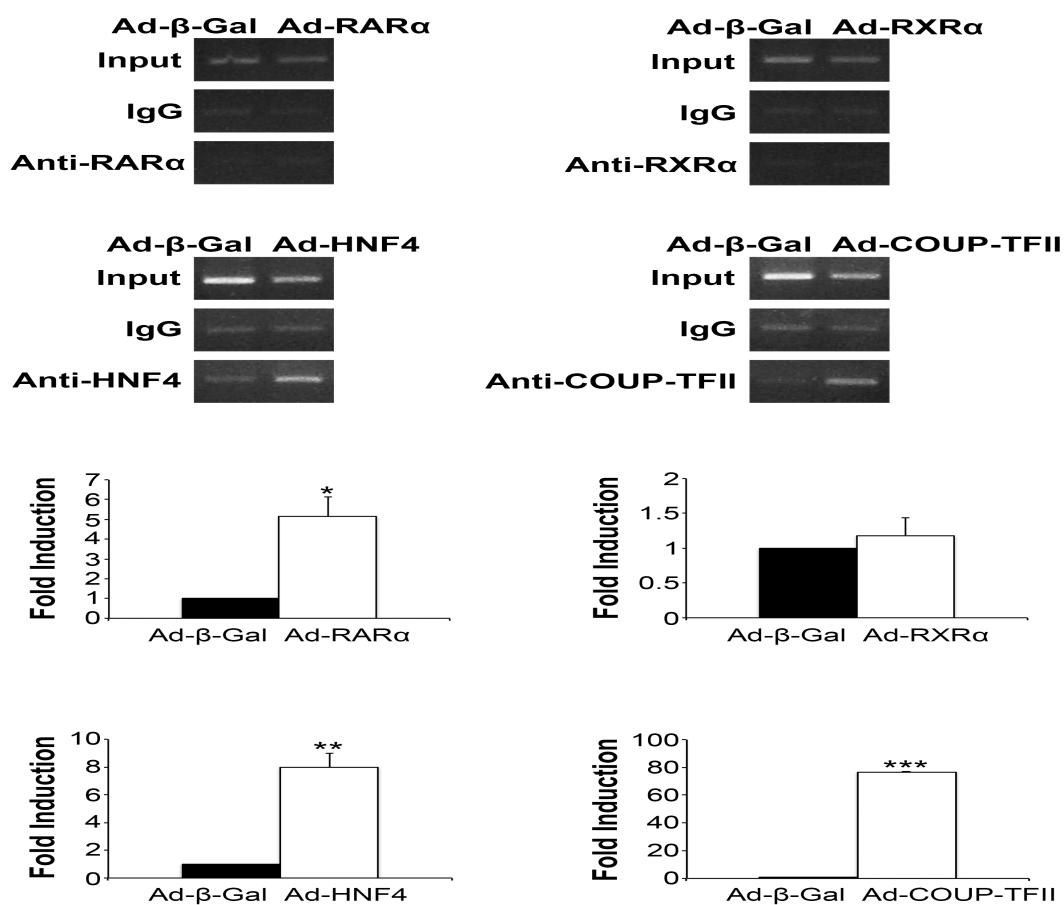 Ad-β-Gal Ad-RARα
Input
IgG
Anti-RARα
Ad-β-Gal Ad-RXRα
Input
IgG
Anti-RXRα
Ad-β-Gal Ad-HNF4
Input
IgG
Anti-HNF4
Ad-β-Gal Ad-COUP-TFII
Input
IgG
Anti-COUP-TFII
Fold Induction
7
6
5
4
3
2
1
0
*
Ad-β-Gal Ad-RARα
Fold Induction
2
1.5
1
0.5
0
Ad-β-Gal Ad-RXRα
Fold Induction
10
8
6
4
2
0
**
Ad-β-Gal Ad-HNF4
Fold Induction
100
80
60
40
20
0
***
Ad-β-Gal Ad-COUP-TFII